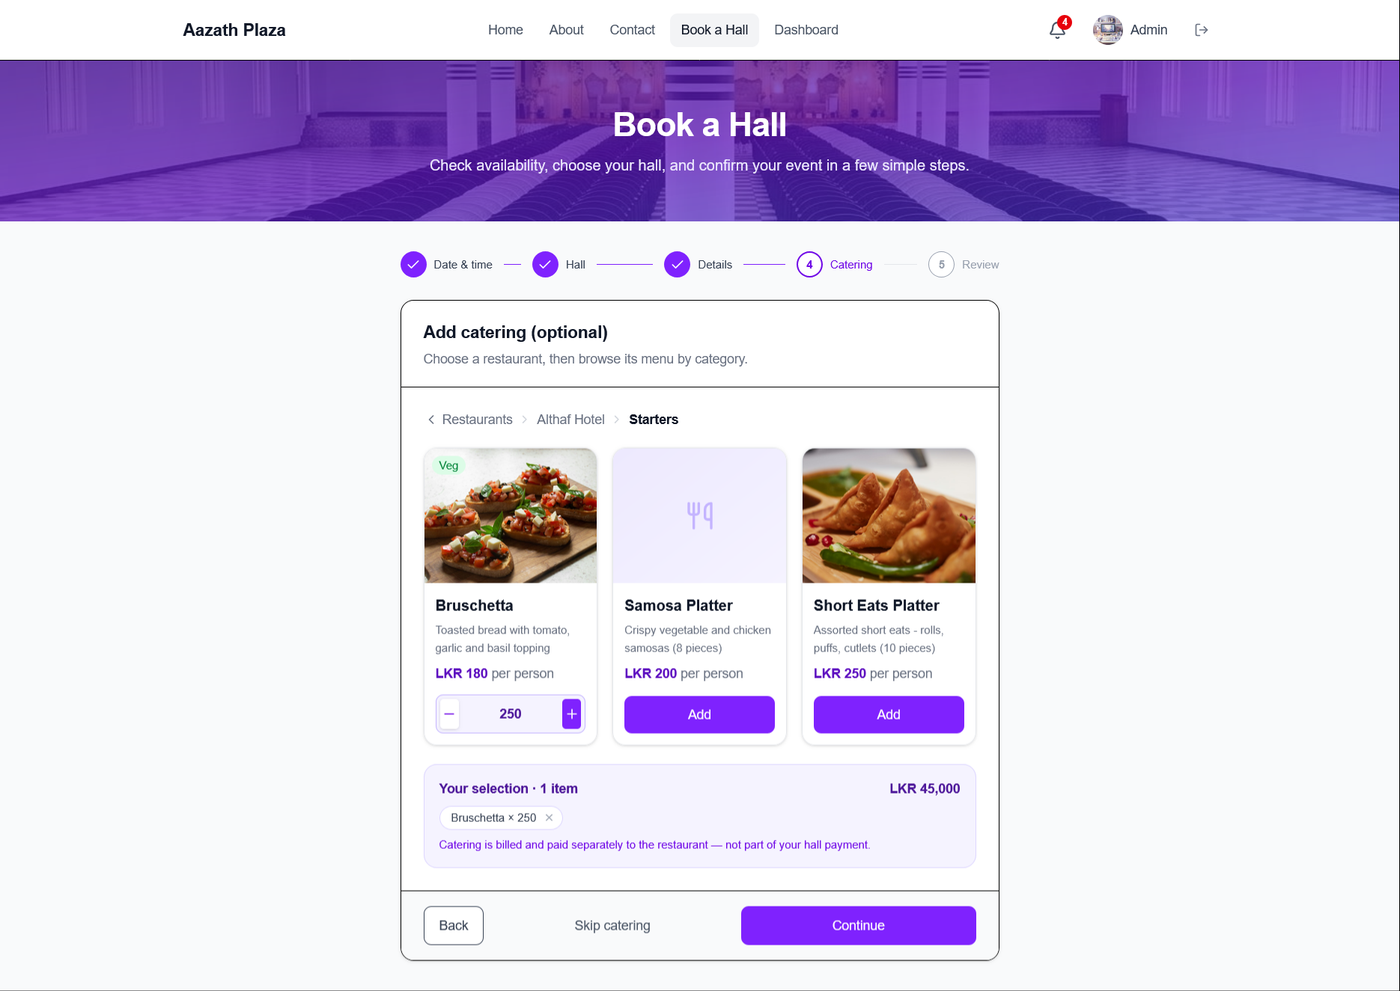 Aazath Plaza
Home
About
Contact
Book a Hall
Dashboard
4
Admin
Book a Hall
Check availability, choose your hall, and confirm your event in a few simple steps.
Date & time
Hall
Details
4
Catering
5
Review
Add catering (optional)
Choose a restaurant, then browse its menu by category.
Restaurants
Althaf Hotel
Starters
Veg
Bruschetta
Toasted bread with tomato,
garlic and basil topping
LKR 180 per person
250
Samosa Platter
Crispy vegetable and chicken
samosas (8 pieces)
LKR 200 per person
Add
Short Eats Platter
Assorted short eats - rolls,
puffs, cutlets (10 pieces)
LKR 250 per person
Add
Your selection · 1 item
LKR 45,000
Bruschetta × 250
Catering is billed and paid separately to the restaurant — not part of your hall payment.
Back
Skip catering
Continue